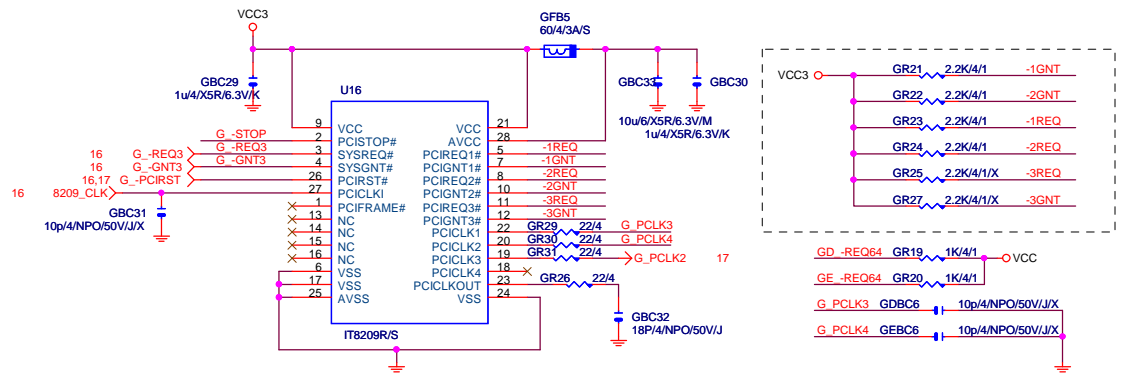 VCC3
GFB5
60/4/3A/S
GBC29
1u/4/X5R/6.3V/K
GBC33
GBC30
10u/6/X5R/6.3V/M
1u/4/X5R/6.3V/K
U16
9 VCC VCC 21
G_-STOP 2 PCISTOP# AVCC 28
16 G_-REQ3 G_-REQ3 3 SYSREQ# PCIREQ1# 5 -1REQ
16 G_-GNT3 G_-GNT3 4 SYSGNT# PCIGNT1# 7 -1GNT
16,17 G_-PCIRST 26 PCIRST# PCIREQ2# 8 -2REQ
16 8209_CLK 27 PCICLKI PCIGNT2# 10 -2GNT
1 PCIFRAME# PCIREQ3# 11 -3REQ
13 NC PCIGNT3# 12 -3GNT
14 NC PCICLK1 22 GR29 22/4 G_PCLK3
15 NC PCICLK2 20 GR30 22/4 G_PCLK4
16 NC PCICLK3 19 GR31 22/4 G_PCLK2 17
6 VSS PCICLK4 18
17 VSS PCICLKOUT 23 GR26 22/4
25 AVSS VSS 24
GBC31
10p/4/NPO/50V/J/X
GBC32
18P/4/NPO/50V/J
IT8209R/S
VCC3
GR21 2.2K/4/1 -1GNT
GR22 2.2K/4/1 -2GNT
GR23 2.2K/4/1 -1REQ
GR24 2.2K/4/1 -2REQ
GR25 2.2K/4/1/X -3REQ
GR27 2.2K/4/1/X -3GNT
GD_-REQ64 GR19 1K/4/1 VCC
GE_-REQ64 GR20 1K/4/1
G_PCLK3 GDBC6 10p/4/NPO/50V/J/X
G_PCLK4 GEBC6 10p/4/NPO/50V/J/X